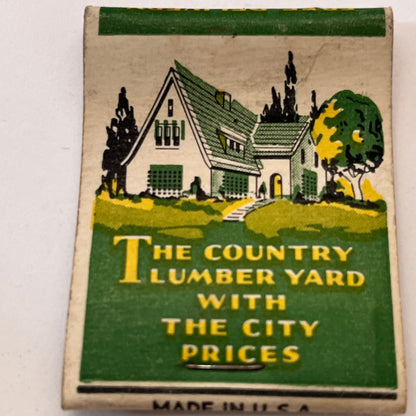 THE COUNTRY
LUMBER YARD
WITH
THE CITY
PRICES
MADE IN U.S.A.